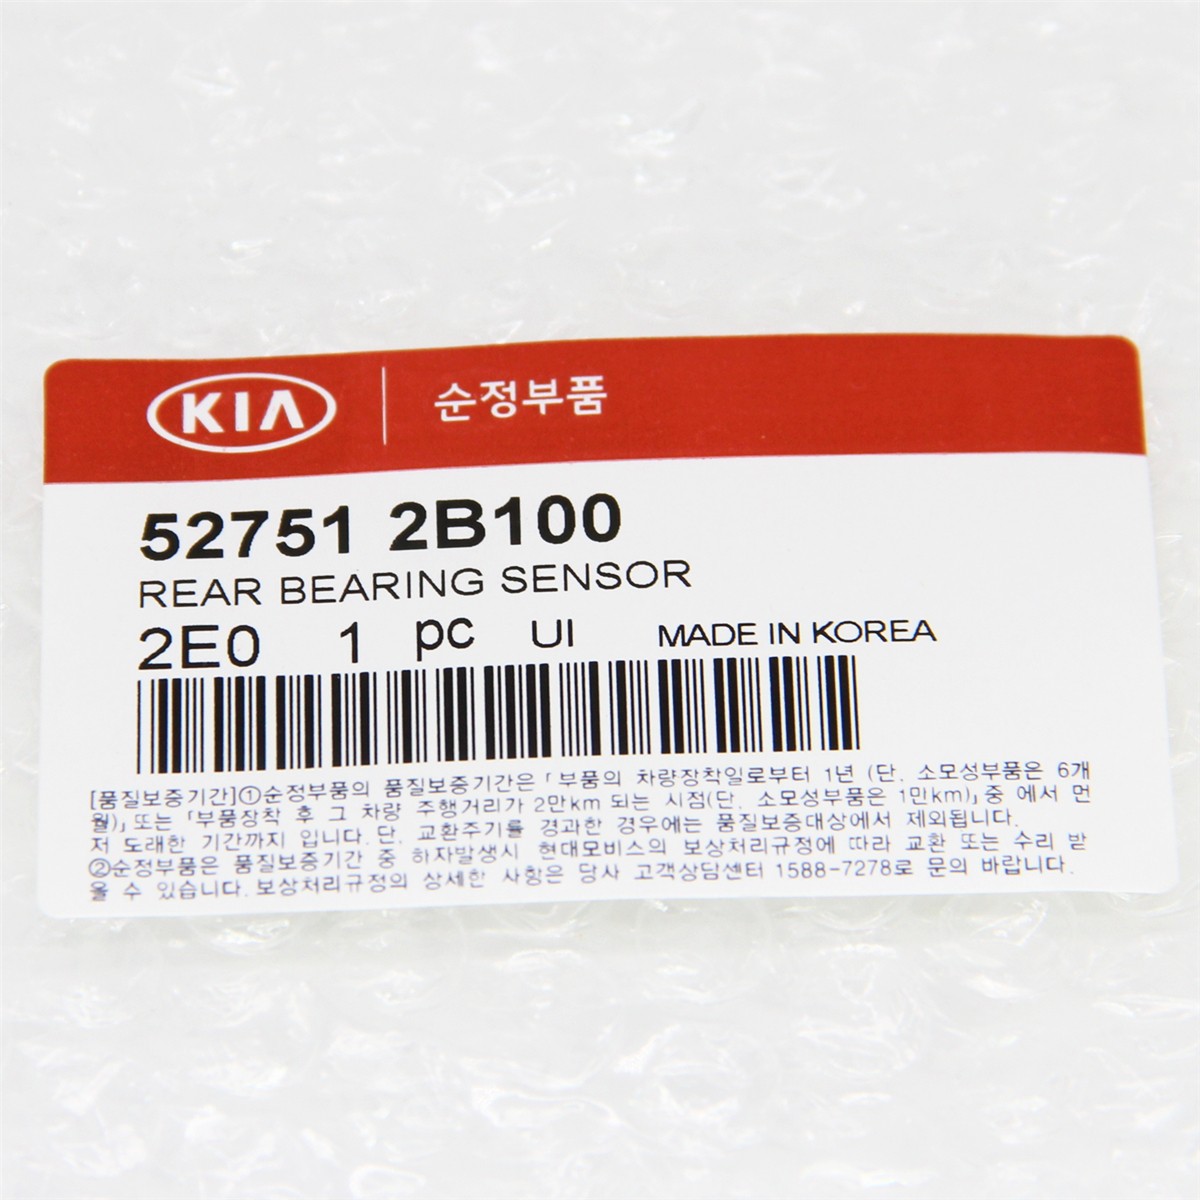 KIA 순정부품
52751 2B100
REAR BEARING SENSOR
2E0 1 pc UI MADE IN KOREA
[품질보증기간]①순정부품의 품질보증기간은「부품의 차량장착일로부터 1년 (단. 소모성부품은 6개
월)」또는 「부품장착 후 그 차량 주행거리가 2만km 되는 시점(단. 소모성부품은 1만km)」중 에서 먼
저 도래한 기간까지 입니다.단. 교환주기를 경과한 경우에는 품질보증대상에서 제외됩니다.
②순정부품은 품질보증기간 중 하자발생시 현대모비스의 보상처리규정에 따라 교환 또는 수리 받
을 수 있습니다.보상처리규정의 상세한 사항은 당사 고객상담센터 1588-7278로 문의 바랍니다.